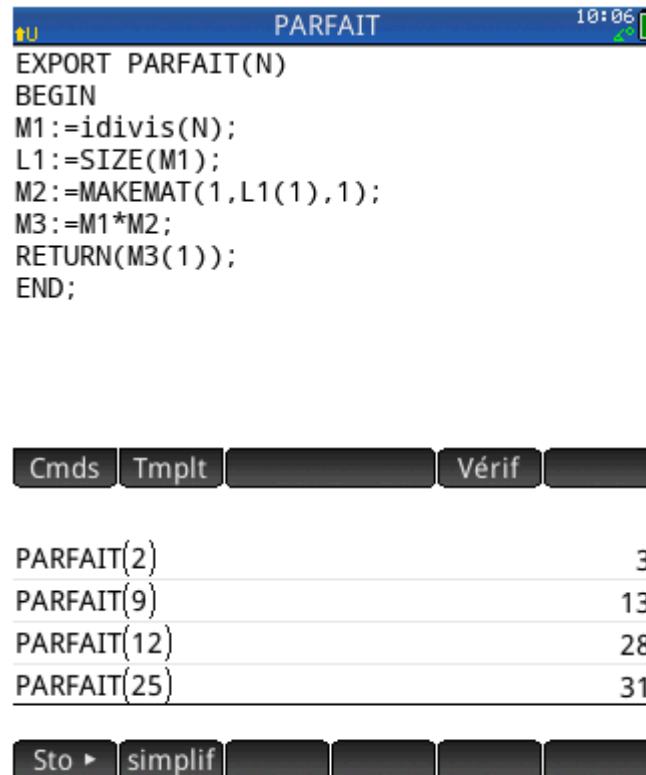 U PARFAIT 10:06
EXPORT PARFAIT(N)
BEGIN
M1:=idivis(N);
L1:=SIZE(M1);
M2:=MAKEMAT(1,L1(1),1);
M3:=M1*M2;
RETURN(M3(1));
END;
Cmds Tmplt Vérif
PARFAIT(2) 3
PARFAIT(9) 13
PARFAIT(12) 28
PARFAIT(25) 31
Sto ► simplif